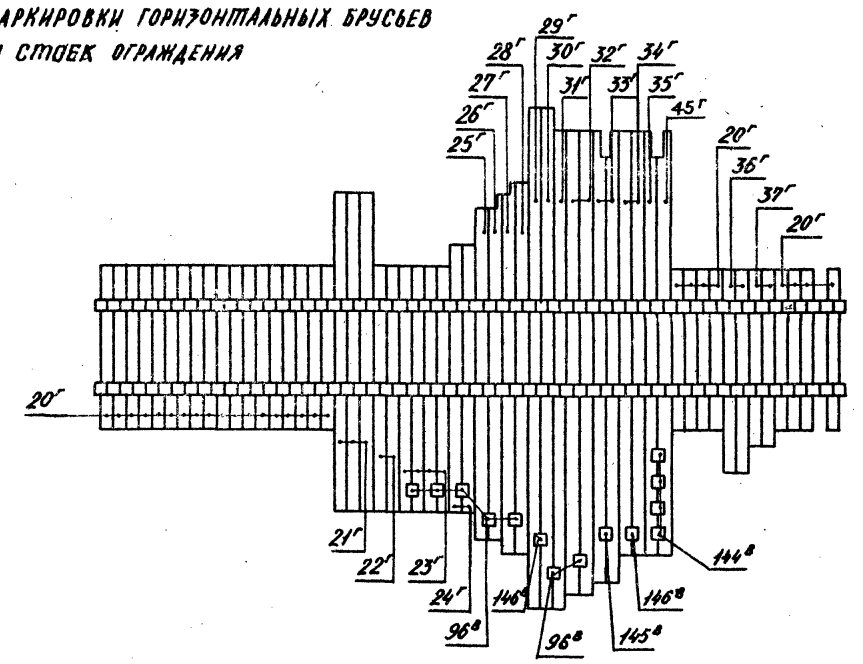 АРКИРОВКИ ГОРИЗОНТАЛЬНЫХ БРУСЬЕВ
СТОЕК ОГРАЖДЕНИЯ
29г
28г 30г 32г 34г
27г 31г 33г 35г
26г 45г
25г 20г
36г
37г
20г
20г
21г
22г 23г
24г 146в 146в 144в
96в 96в 145в